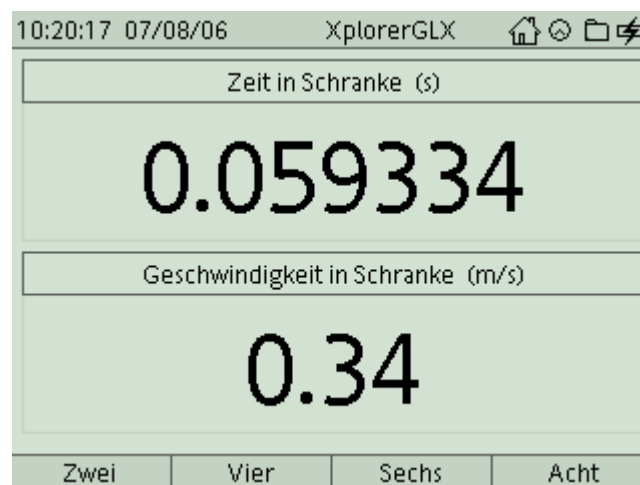 10:20:17 07/08/06 XplorerGLX
Zeit in Schranke (s)
0.059334
Geschwindigkeit in Schranke (m/s)
0.34
Zwei Vier Sechs Acht